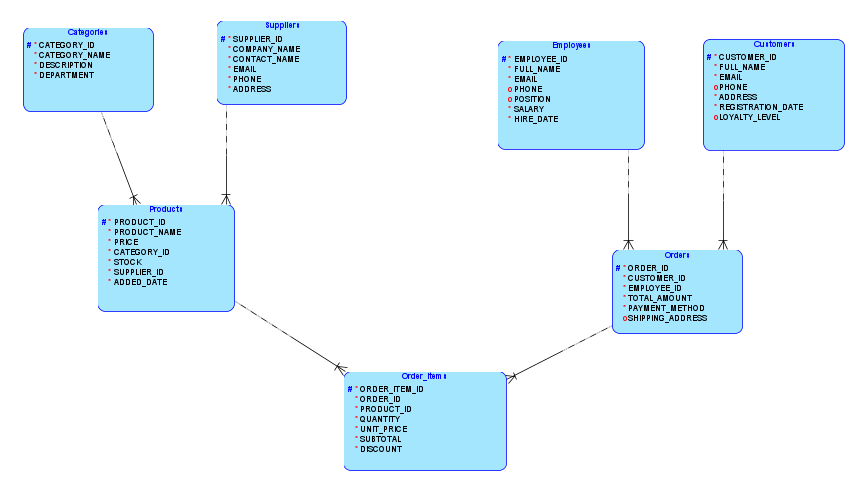 Categories
# * CATEGORY_ID
* CATEGORY_NAME
* DESCRIPTION
* DEPARTMENT
Suppliers
# * SUPPLIER_ID
* COMPANY_NAME
* CONTACT_NAME
* EMAIL
* PHONE
* ADDRESS
Employees
# * EMPLOYEE_ID
* FULL_NAME
* EMAIL
o PHONE
o POSITION
* SALARY
* HIRE_DATE
Customers
# * CUSTOMER_ID
* FULL_NAME
* EMAIL
o PHONE
* ADDRESS
* REGISTRATION_DATE
o LOYALTY_LEVEL
Products
# * PRODUCT_ID
* PRODUCT_NAME
* PRICE
* CATEGORY_ID
* STOCK
* SUPPLIER_ID
* ADDED_DATE
Orders
# * ORDER_ID
* CUSTOMER_ID
* EMPLOYEE_ID
* TOTAL_AMOUNT
* PAYMENT_METHOD
o SHIPPING_ADDRESS
Order_Items
# * ORDER_ITEM_ID
* ORDER_ID
* PRODUCT_ID
* QUANTITY
* UNIT_PRICE
* SUBTOTAL
* DISCOUNT